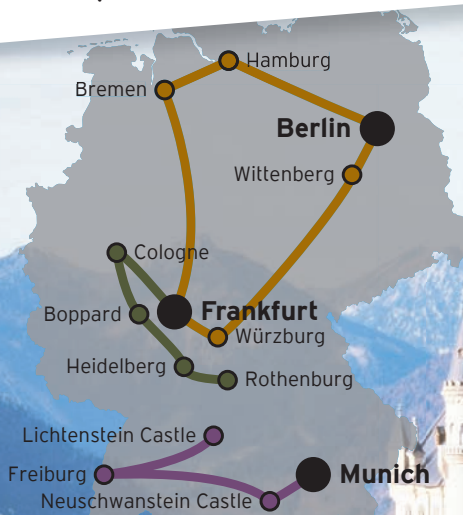 Hamburg
Bremen
Berlin
Wittenberg
Cologne
Frankfurt
Boppard
Würzburg
Heidelberg
Rothenburg
Lichtenstein Castle
Freiburg
Munich
Neuschwanstein Castle